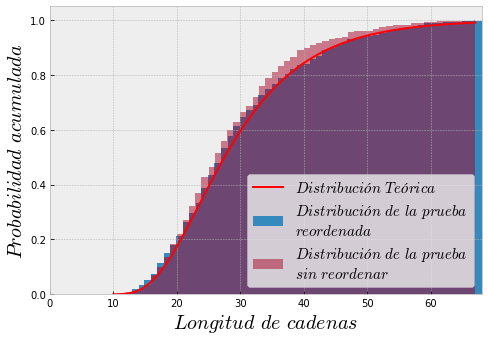 Probabilidad acumulada
1.0
0.8
0.6
0.4
0.2
0.0
0 10 20 30 40 50 60
Longitud de cadenas
Distribución Teórica
Distribución de la prueba
reordenada
Distribución de la prueba
sin reordenar